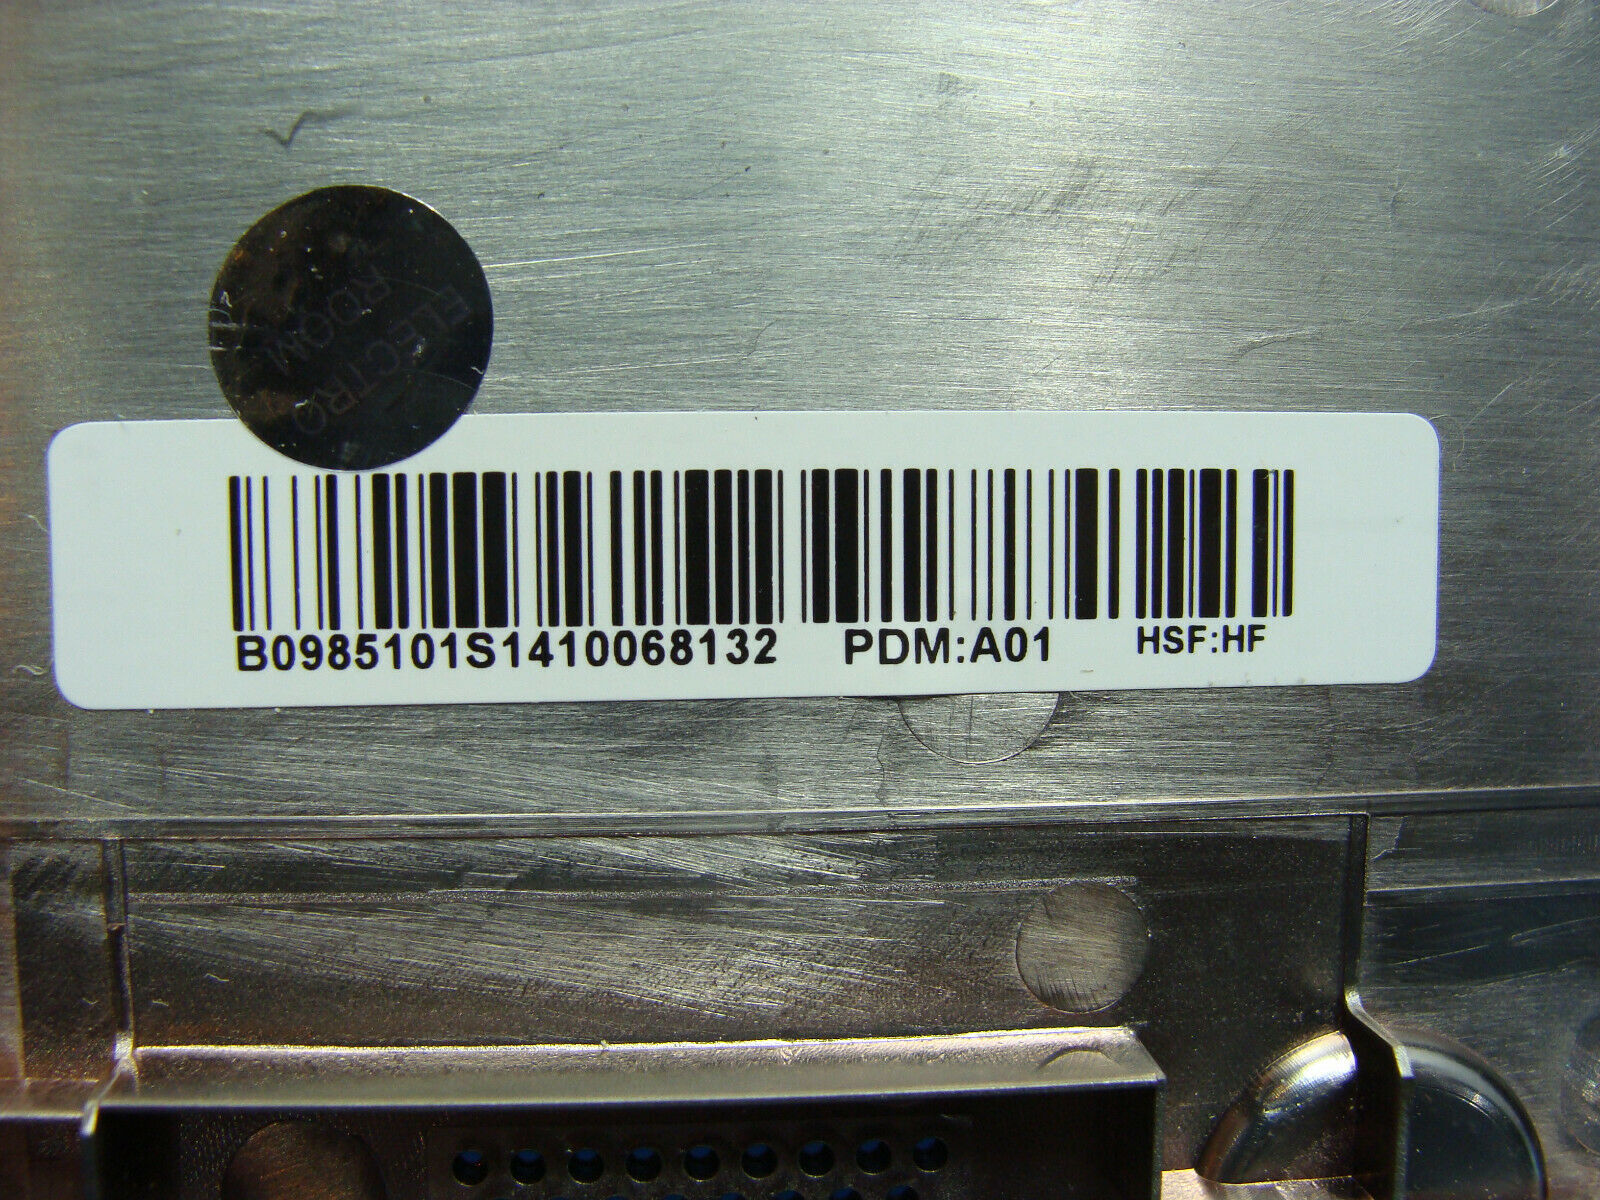 ELECTRO
ROOM
B0985101S1410068132 PDM:A01 HSF:HF